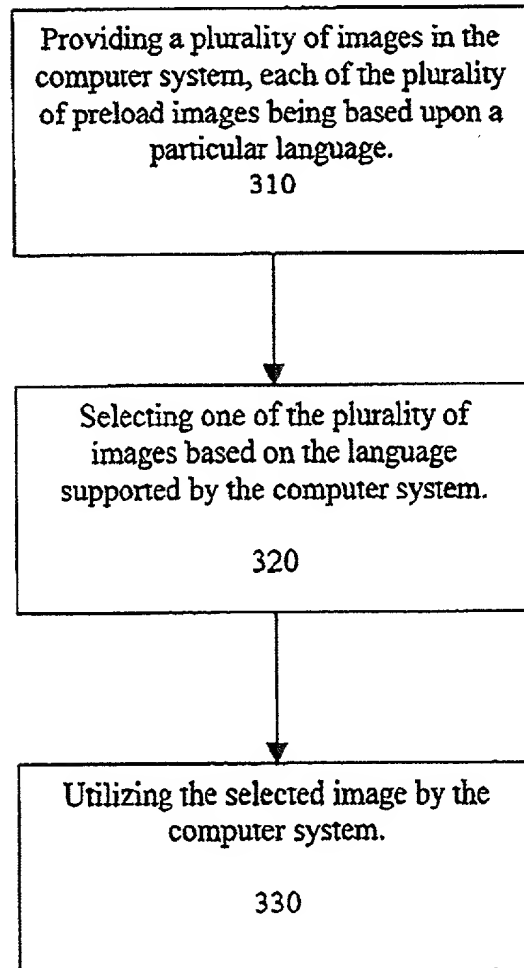 Providing a plurality of images in the
computer system, each of the plurality
of preload images being based upon a
particular language.
310
Selecting one of the plurality of
images based on the language
supported by the computer system.
320
Utilizing the selected image by the
computer system.
330